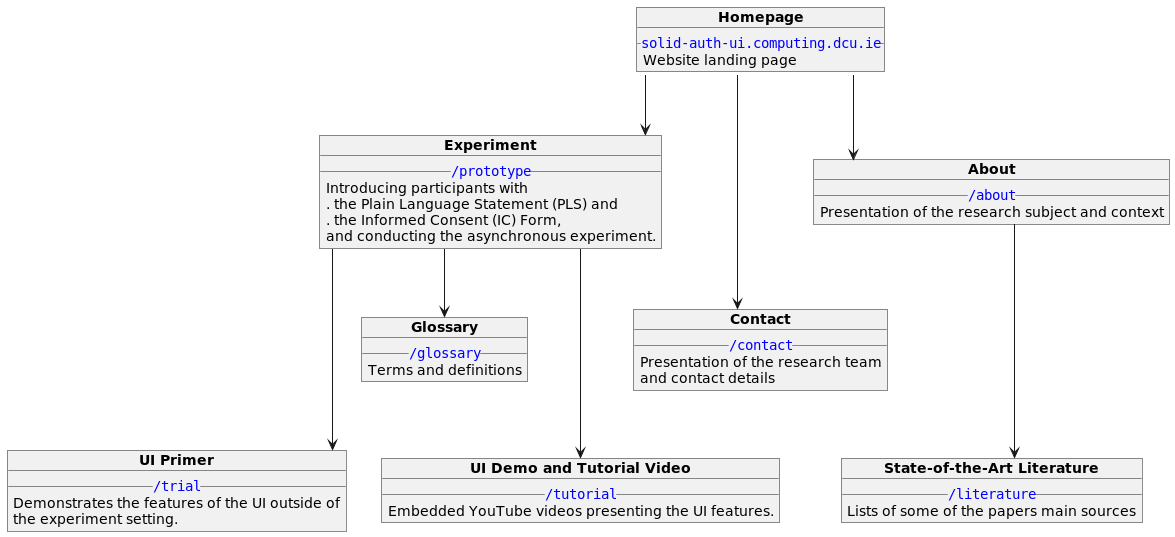 Homepage
solid-auth-ui.computing.dcu.ie
Website landing page
Experiment
/prototype
Introducing participants with
. the Plain Language Statement (PLS) and
. the Informed Consent (IC) Form,
and conducting the asynchronous experiment.
About
/about
Presentation of the research subject and context
Glossary
/glossary
Terms and definitions
Contact
/contact
Presentation of the research team
and contact details
UI Primer
/trial
Demonstrates the features of the UI outside of
the experiment setting.
UI Demo and Tutorial Video
/tutorial
Embedded YouTube videos presenting the UI features.
State-of-the-Art Literature
/literature
Lists of some of the papers main sources